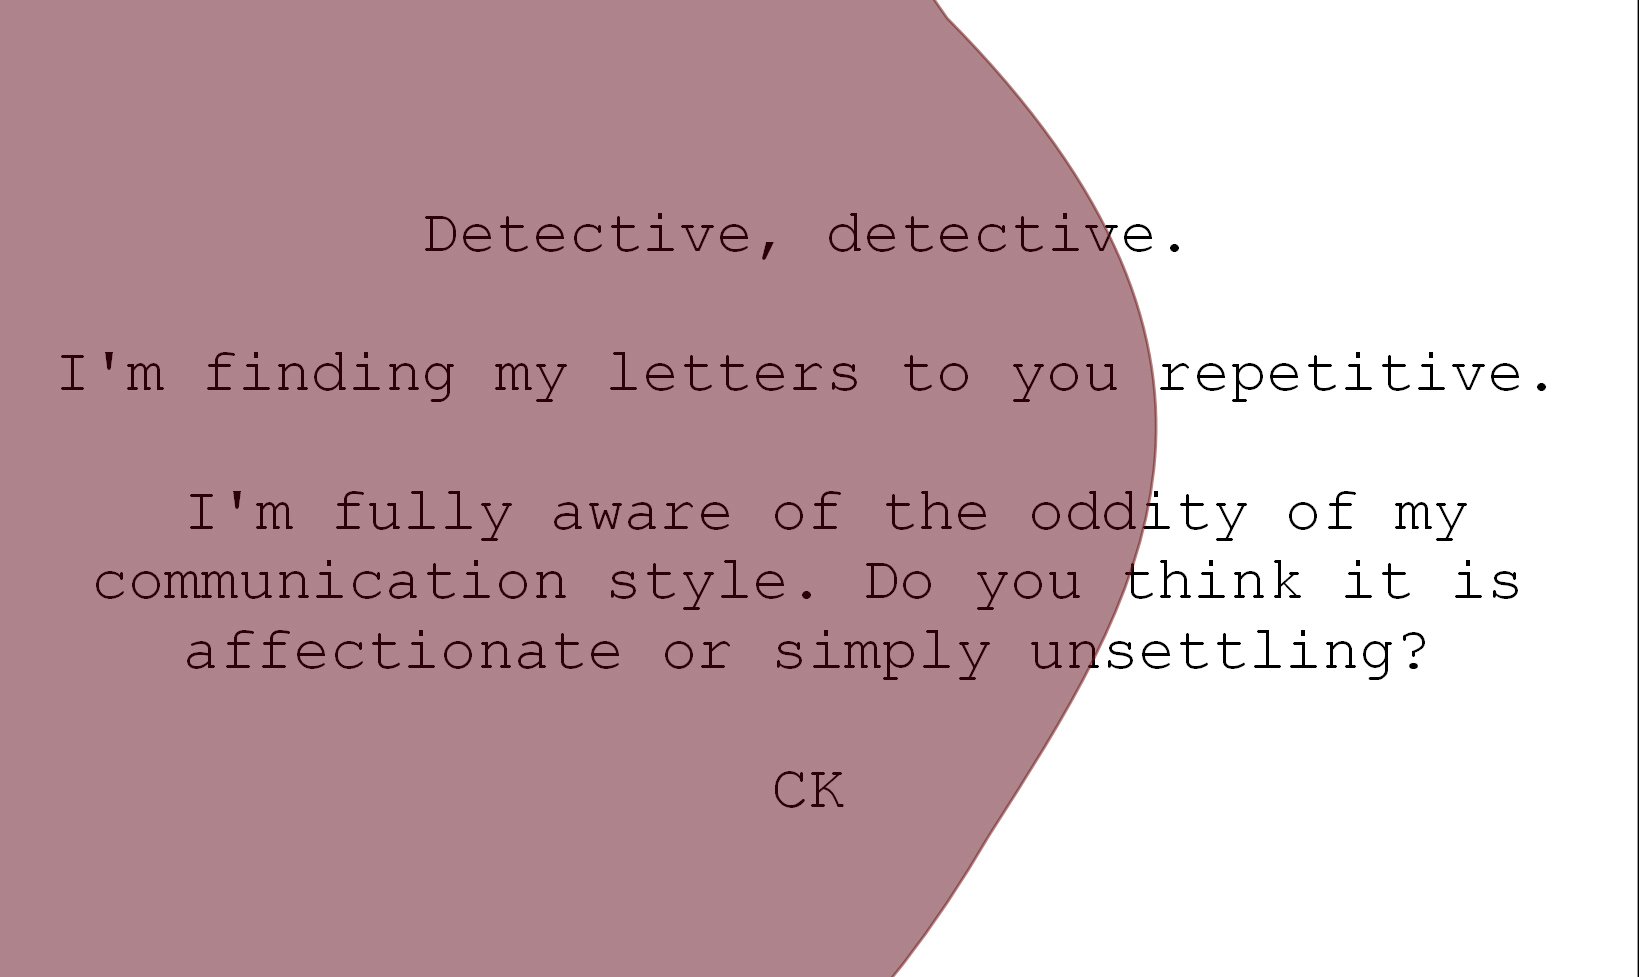 Detective, detective.
I'm finding my letters to you repetitive.
I'm fully aware of the oddity of my
communication style. Do you think it is
affectionate or simply unsettling?
CK